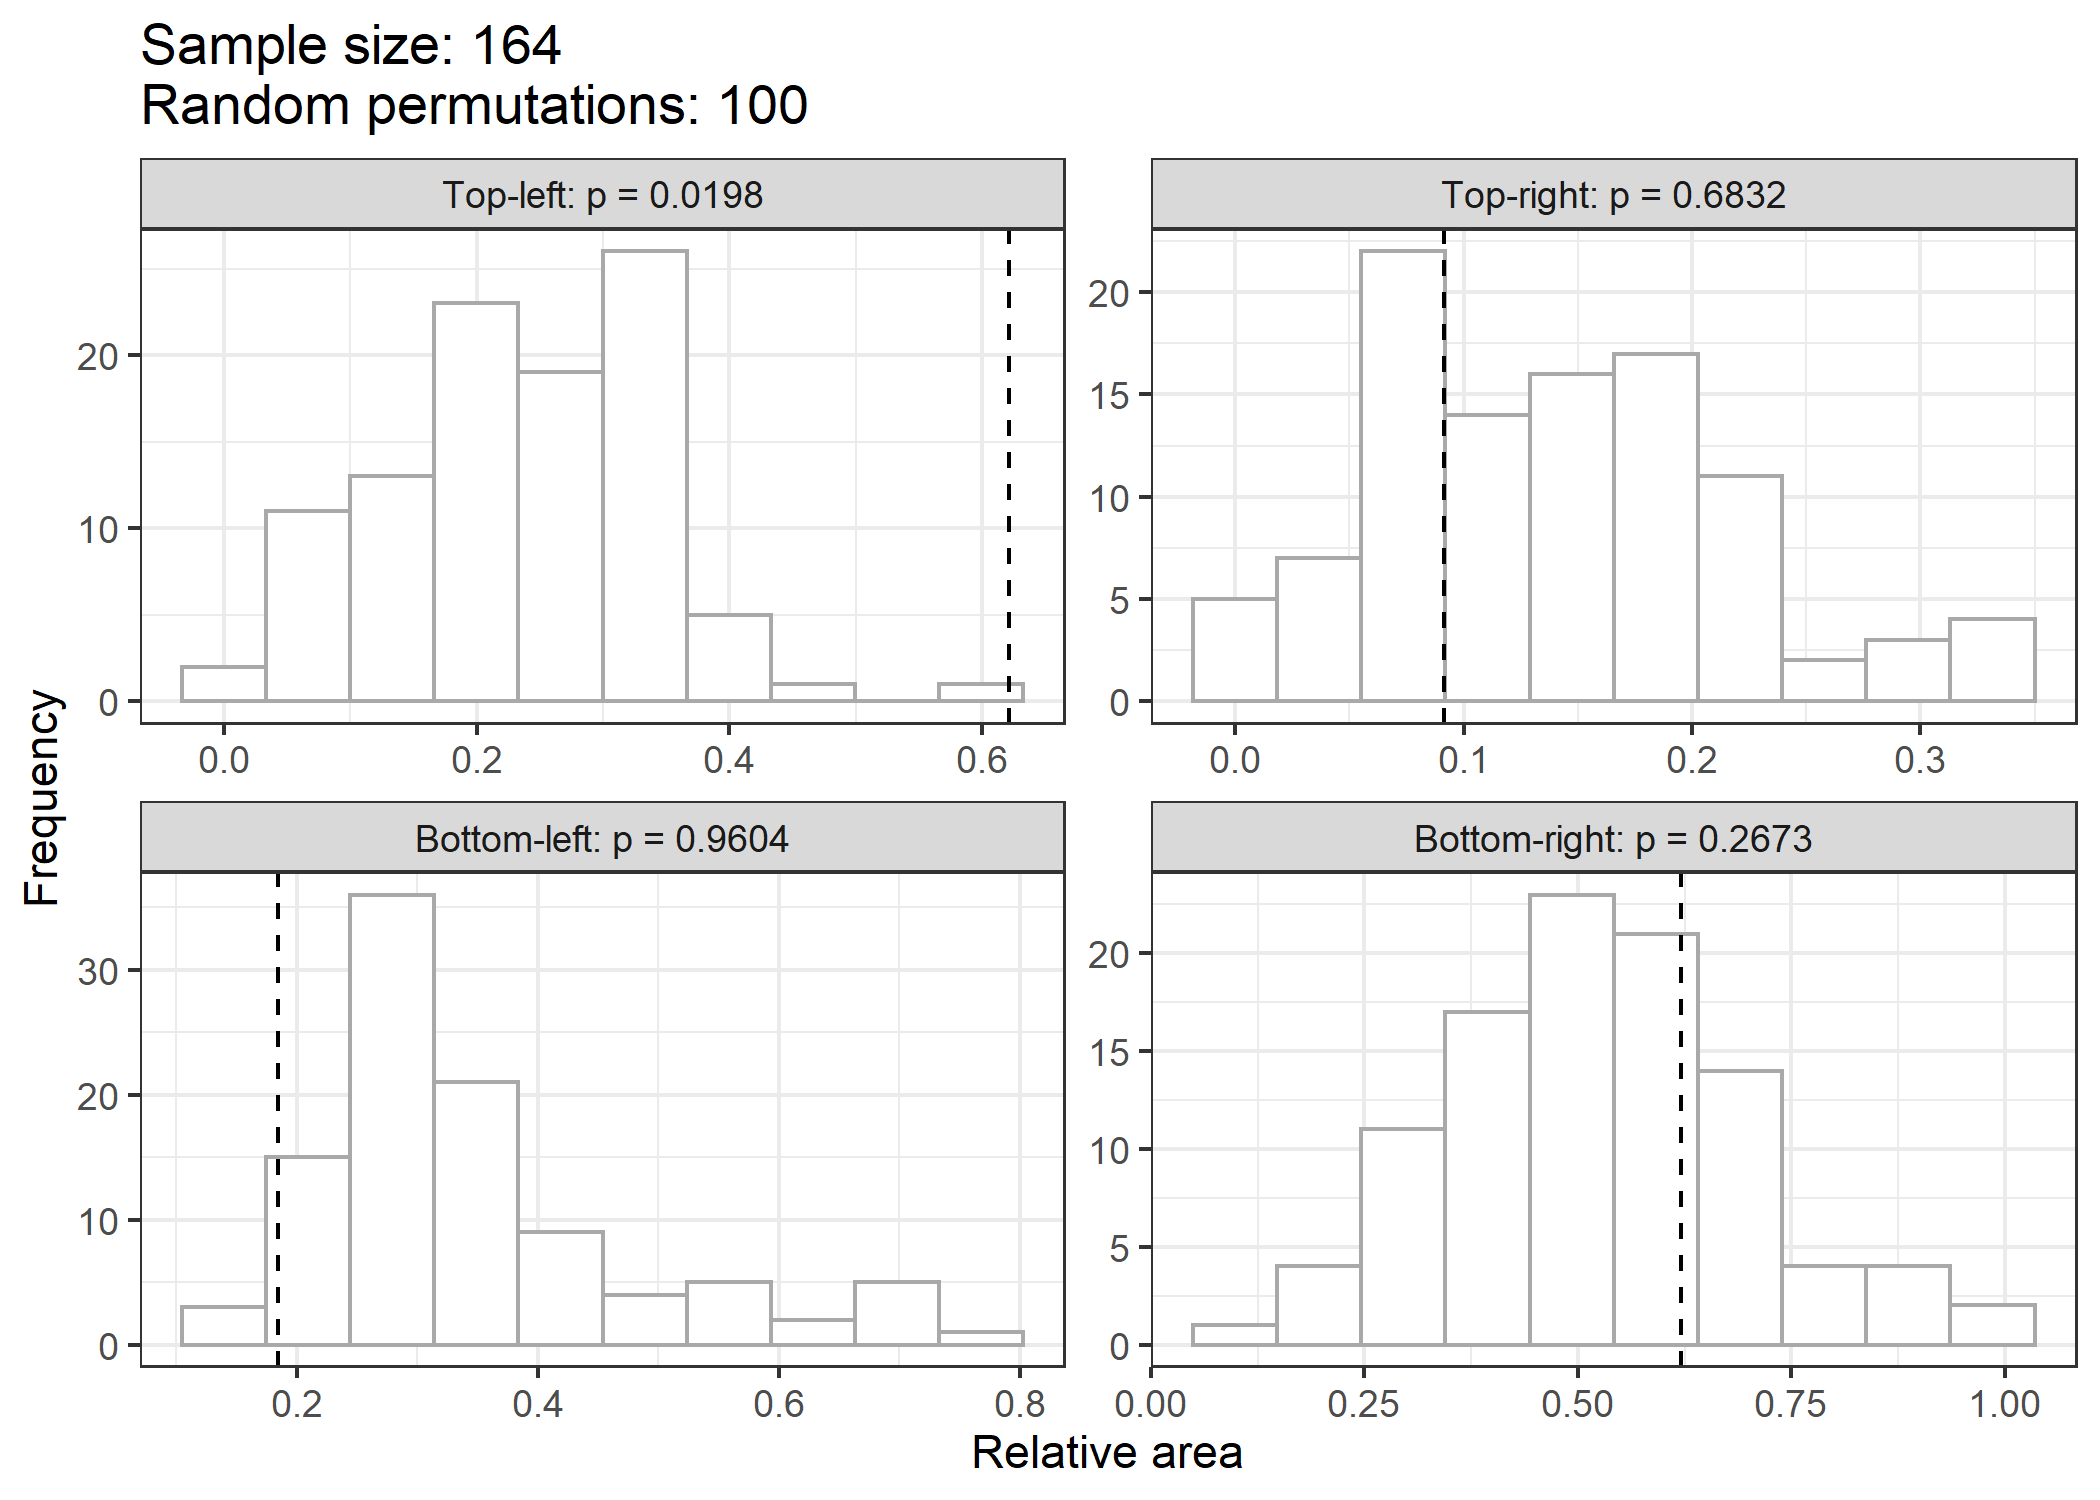 Sample size: 164
Random permutations: 100
Top-left: p = 0.0198
Top-right: p = 0.6832
20
10
0
20
15
10
5
0
0.0 0.2 0.4 0.6
0.0 0.1 0.2 0.3
Frequency
Bottom-left: p = 0.9604
Bottom-right: p = 0.2673
30
20
10
0
20
15
10
5
0
0.2 0.4 0.6 0.8
0.00 0.25 0.50 0.75 1.00
Relative area